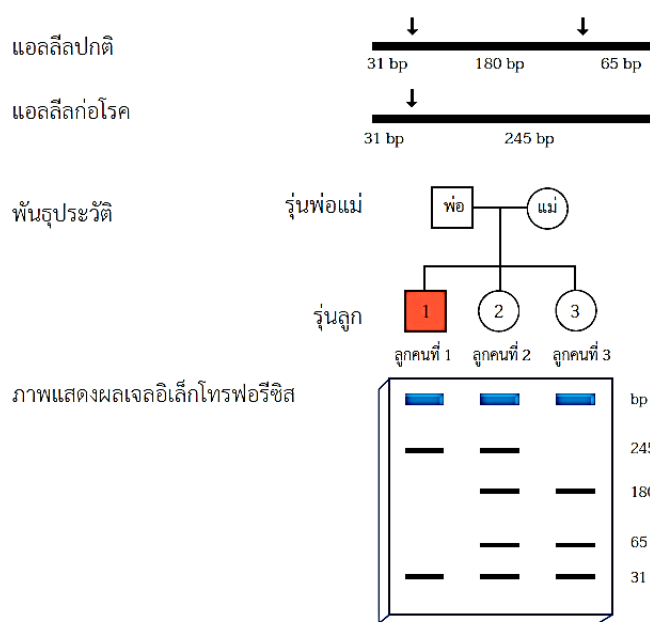 แอลลีลปกติ
31 bp 180 bp 65 bp
แอลลีลก่อโรค
31 bp 245 bp
พันธุประวัติ
รุ่นพ่อแม่
พ่อ แม่
รุ่นลูก
1 2 3
ลูกคนที่ 1 ลูกคนที่ 2 ลูกคนที่ 3
ภาพแสดงผลเจลอิเล็กโทรฟอรีซิส
bp
245
180
65
31